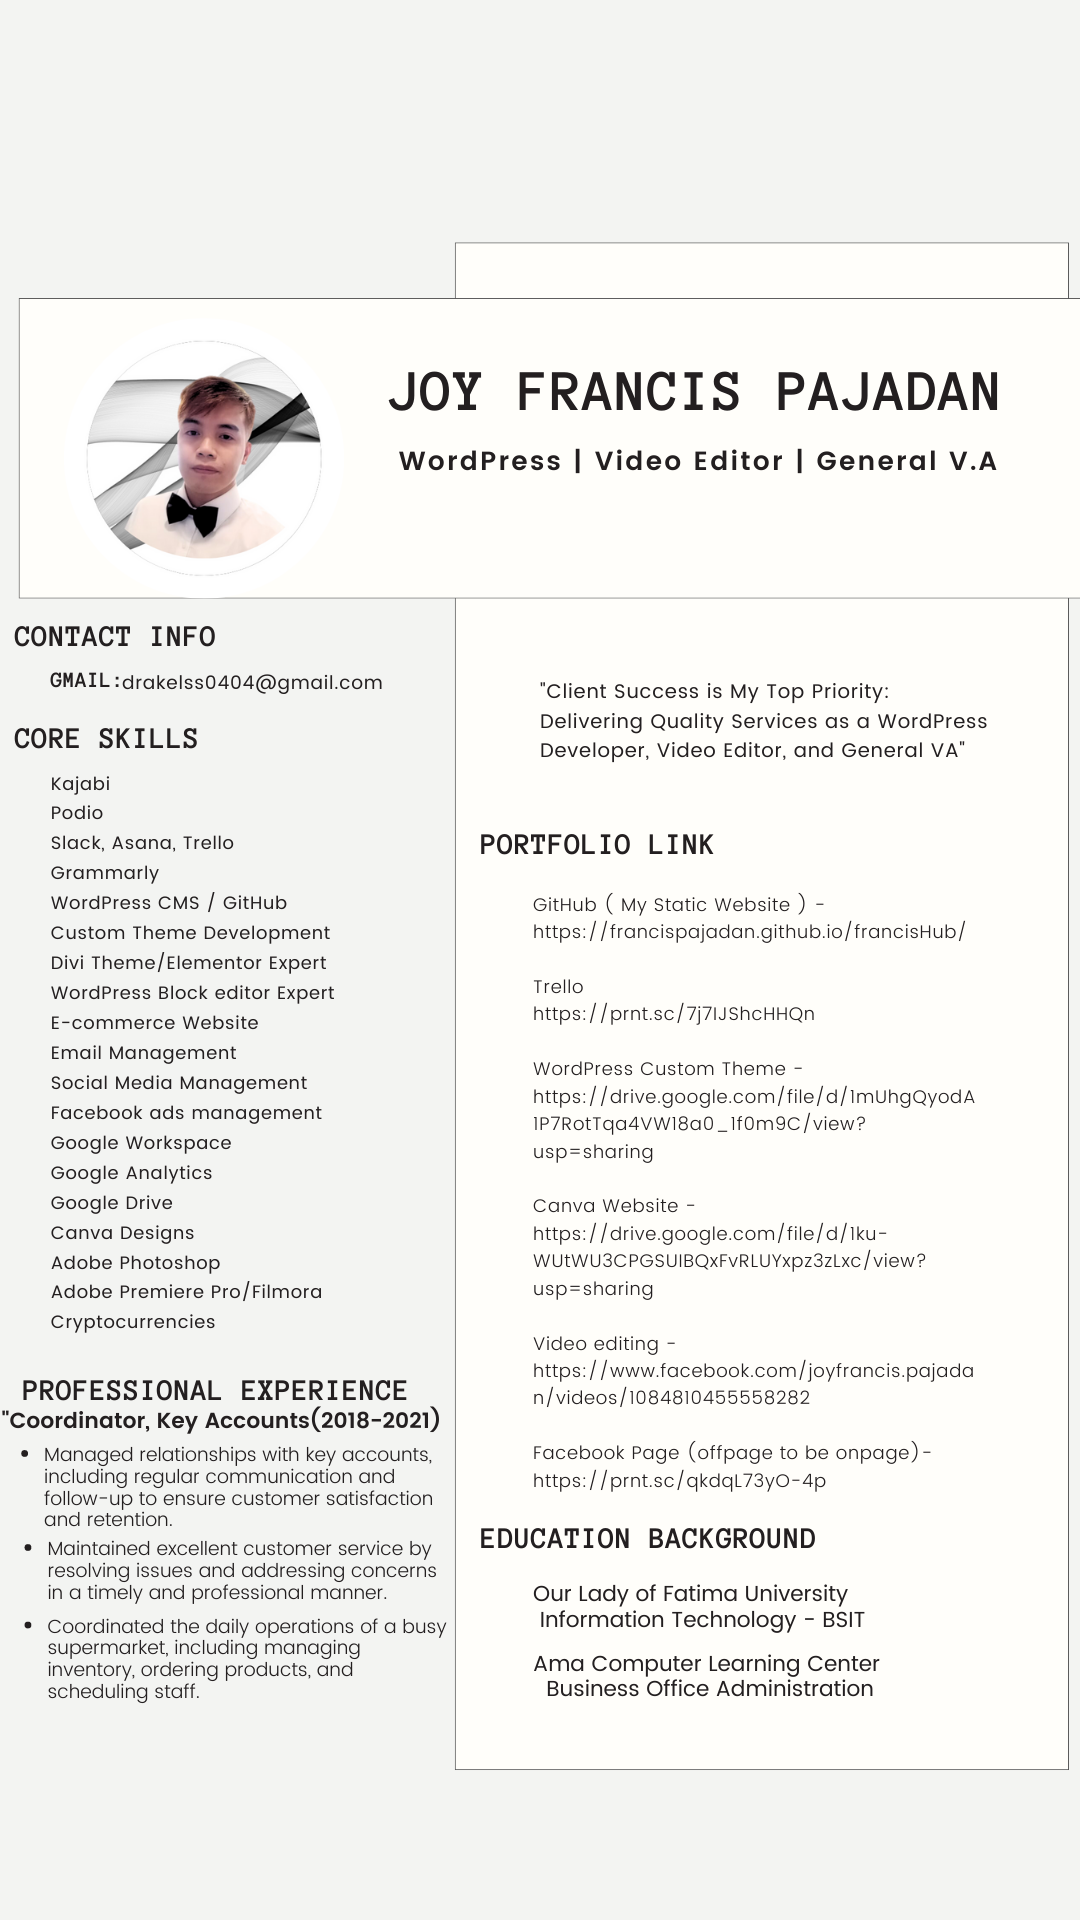 JOY FRANCIS PAJADAN
WordPress | Video Editor | General V.A
CONTACT INFO
GMAIL:drakelss0404@gmail.com
CORE SKILLS
Kajabi
Podio
Slack, Asana, Trello
Grammarly
WordPress CMS / GitHub
Custom Theme Development
Divi Theme/Elementor Expert
WordPress Block editor Expert
E-commerce Website
Email Management
Social Media Management
Facebook ads management
Google Workspace
Google Analytics
Google Drive
Canva Designs
Adobe Photoshop
Adobe Premiere Pro/Filmora
Cryptocurrencies
PROFESSIONAL EXPERIENCE
"Coordinator, Key Accounts(2018-2021)
• Managed relationships with key accounts,
including regular communication and
follow-up to ensure customer satisfaction
and retention.
• Maintained excellent customer service by
resolving issues and addressing concerns
in a timely and professional manner.
• Coordinated the daily operations of a busy
supermarket, including managing
inventory, ordering products, and
scheduling staff.
"Client Success is My Top Priority:
Delivering Quality Services as a WordPress
Developer, Video Editor, and General VA"
PORTFOLIO LINK
GitHub ( My Static Website ) -
https://francispajadan.github.io/francisHub/
Trello
https://prnt.sc/7j7IJShcHHQn
WordPress Custom Theme -
https://drive.google.com/file/d/1mUhgQyodA
1P7RotTqa4VW18a0_1f0m9C/view?
usp=sharing
Canva Website -
https://drive.google.com/file/d/1ku-
WUtWU3CPGSUIBQxFvRLUYxpz3zLxc/view?
usp=sharing
Video editing -
https://www.facebook.com/joyfrancis.pajada
n/videos/1084810455558282
Facebook Page (offpage to be onpage)-
https://prnt.sc/qkdqL73yO-4p
EDUCATION BACKGROUND
Our Lady of Fatima University
Information Technology - BSIT
Ama Computer Learning Center
Business Office Administration